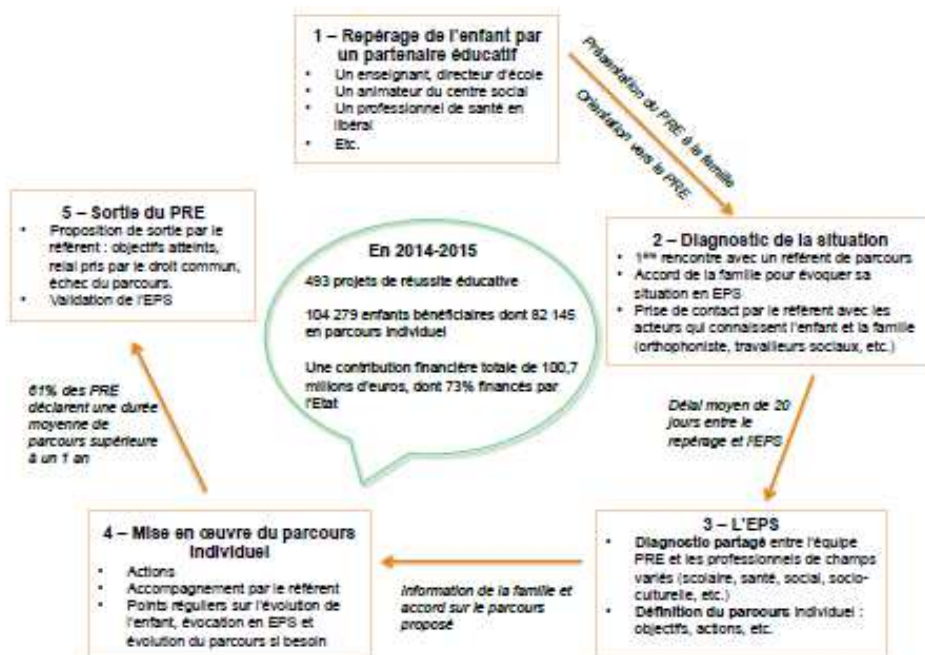 1 – Repérage de l'enfant par
un partenaire éducatif
• Un enseignant, directeur d'école
• Un animateur du centre social
• Un professionnel de santé en
libéral
• Etc.
Présentation du PRE à la famille
Orientation vers le PRE
2 – Diagnostic de la situation
• 1ère rencontre avec un référent de parcours
• Accord de la famille pour évoquer sa
situation en EPS
• Prise de contact par le référent avec les
acteurs qui connaissent l'enfant et la famille
(orthophoniste, travailleurs sociaux, etc.)
Délai moyen de 20
jours entre le
repérage et l'EPS
3 – L'EPS
• Diagnostic partagé entre l'équipe
PRE et les professionnels de champs
variés (scolaire, santé, social, socio-
culturelle, etc.)
• Définition du parcours individuel :
objectifs, actions, etc.
Information de la famille et
accord sur le parcours
proposé
4 – Mise en œuvre du parcours
individuel
• Actions
• Accompagnement par le référent
• Points réguliers sur l'évolution de
l'enfant, évocation en EPS et
évolution du parcours si besoin
61% des PRE
déclarent une durée
moyenne de
parcours supérieure
à un 1 an
5 – Sortie du PRE
• Proposition de sortie par le
référent : objectifs atteints,
relai pris par le droit commun,
échec du parcours.
• Validation de l'EPS
En 2014-2015
493 projets de réussite éducative
104 279 enfants bénéficiaires dont 82 145
en parcours individuel
Une contribution financière totale de 100,7
millions d'euros, dont 73% financés par
l'Etat